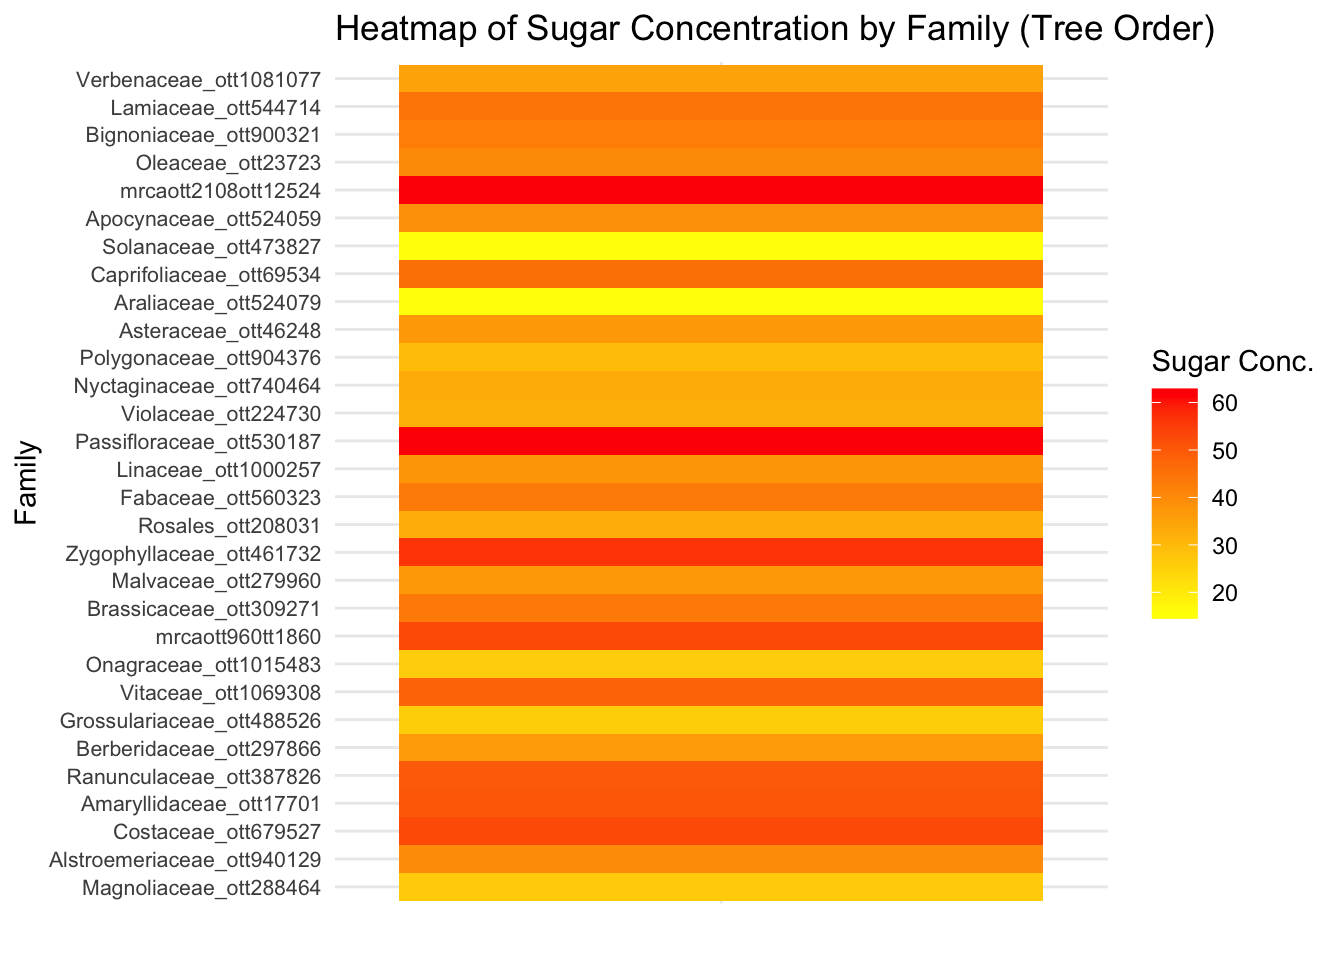 Heatmap of Sugar Concentration by Family (Tree Order)
Verbenaceae_ott1081077
Lamiaceae_ott544714
Bignoniaceae_ott900321
Oleaceae_ott23723
mrcaott2108ott12524
Apocynaceae_ott524059
Solanaceae_ott473827
Caprifoliaceae_ott69534
Araliaceae_ott524079
Asteraceae_ott46248
Polygonaceae_ott904376
Nyctaginaceae_ott740464
Violaceae_ott224730
Passifloraceae_ott530187
Linaceae_ott1000257
Fabaceae_ott560323
Rosales_ott208031
Zygophyllaceae_ott461732
Malvaceae_ott279960
Brassicaceae_ott309271
mrcaott960tt1860
Onagraceae_ott1015483
Vitaceae_ott1069308
Grossulariaceae_ott488526
Berberidaceae_ott297866
Ranunculaceae_ott387826
Amaryllidaceae_ott17701
Costaceae_ott679527
Alstroemeriaceae_ott940129
Magnoliaceae_ott288464
Family
Sugar Conc.
60
50
40
30
20